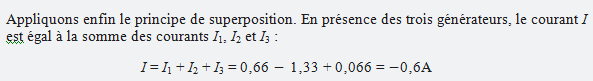 Appliquons enfin le principe de superposition. En présence des trois générateurs, le courant I
est égal à la somme des courants I₁, I₂ et I₃ :
I = I₁ + I₂ + I₃ = 0,66 − 1,33 + 0,066 = −0,6A